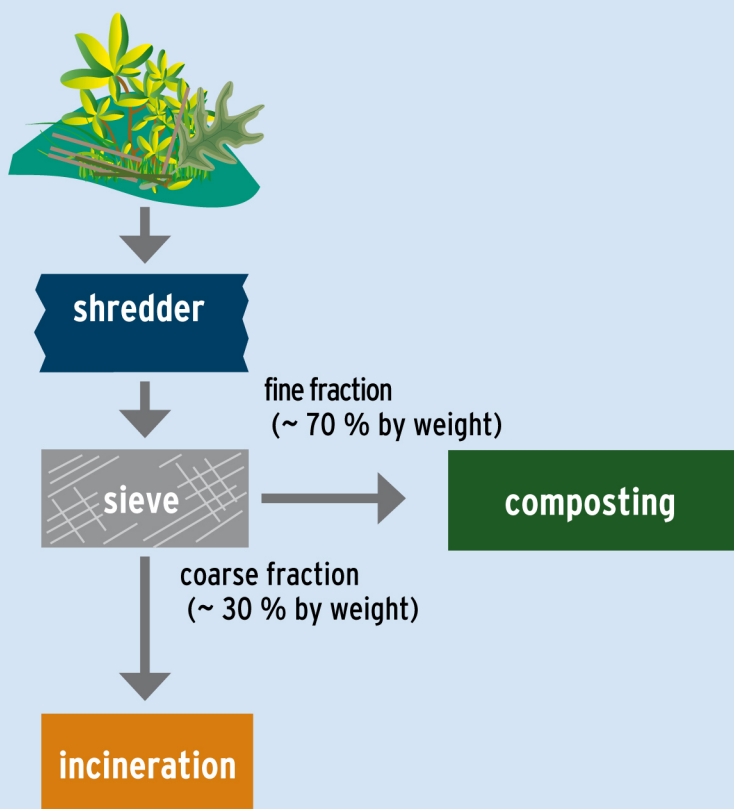 shredder
fine fraction
(~ 70 % by weight)
sieve
composting
coarse fraction
(~ 30 % by weight)
incineration